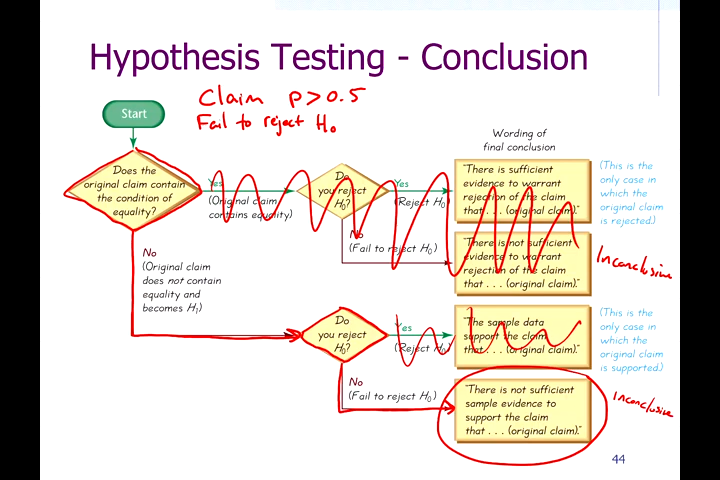 Hypothesis Testing - Conclusion
Claim p > 0.5
Fail to reject H₀
Start
Wording of
final conclusion
Does the
original claim contain
the condition of
equality?
Yes
(Original claim
contains equality)
Do
you reject
H₀?
Yes
(Reject H₀)
"There is sufficient
evidence to warrant
rejection of the claim
that . . . (original claim)."
(This is the
only case in
which the
original claim
is rejected.)
No
(Fail to reject H₀)
"There is not sufficient
evidence to warrant
rejection of the claim
that . . . (original claim)."
Inconclusive
No
(Original claim
does not contain
equality and
becomes H₁)
Do
you reject
H₀?
Yes
(Reject H₀)
"The sample data
support the claim
that . . . (original claim)."
(This is the
only case in
which the
original claim
is supported.)
No
(Fail to reject H₀)
"There is not sufficient
sample evidence to
support the claim
that . . . (original claim)."
Inconclusive
44